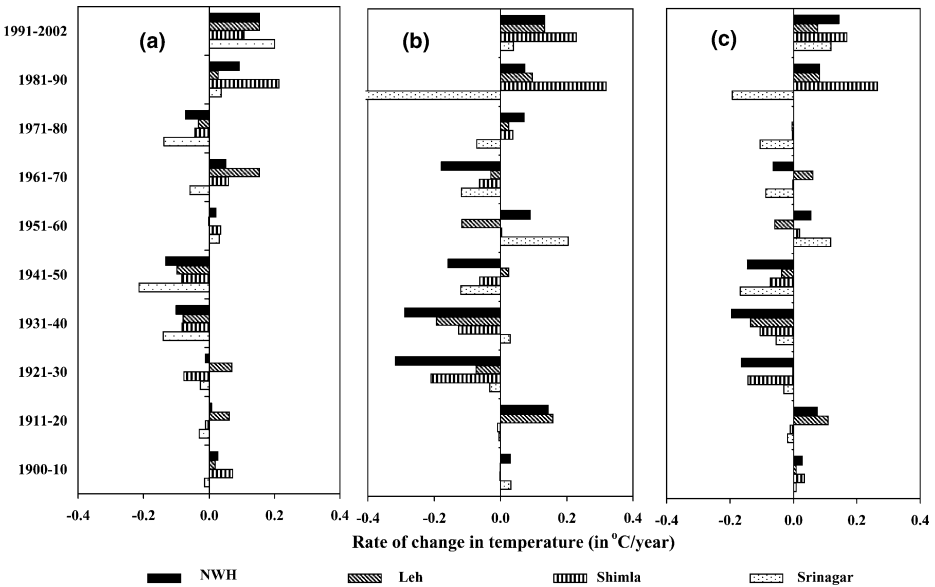 (a)
(b)
(c)
1991-2002
1981-90
1971-80
1961-70
1951-60
1941-50
1931-40
1921-30
1911-20
1900-10
-0.4 -0.2 0.0 0.2 0.4 -0.4 -0.2 0.0 0.2 0.4 -0.4 -0.2 0.0 0.2 0.4
Rate of change in temperature (in °C/year)
NWH Leh Shimla Srinagar